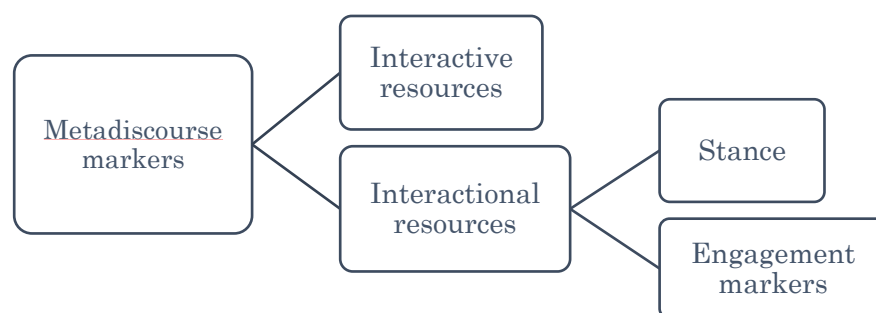 Metadiscourse
markers
Interactive
resources
Interactional
resources
Stance
Engagement
markers